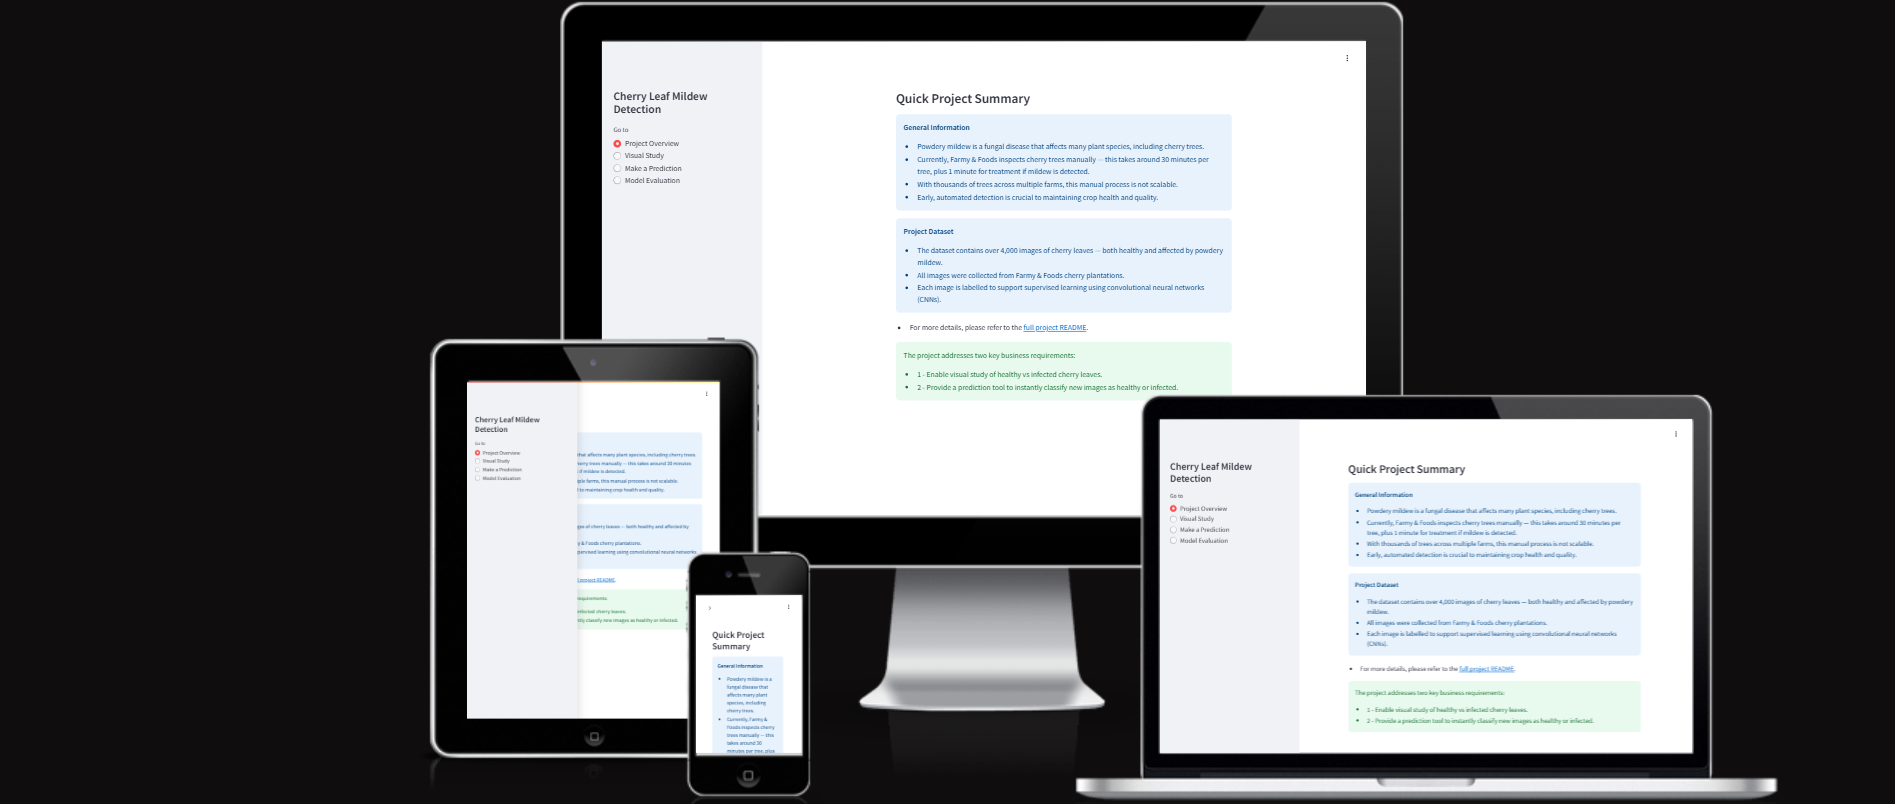 Cherry Leaf Mildew
Detection
Go to
Project Overview
Visual Study
Make a Prediction
Model Evaluation
Quick Project Summary
General Information
Powdery mildew is a fungal disease that affects many plant species, including cherry trees.
Currently, Farmy & Foods inspects cherry trees manually — this takes around 30 minutes per
tree, plus 1 minute for treatment if mildew is detected.
With thousands of trees across multiple farms, this manual process is not scalable.
Early, automated detection is crucial to maintaining crop health and quality.
Project Dataset
The dataset contains over 4,000 images of cherry leaves — both healthy and affected by powdery
mildew.
All images were collected from Farmy & Foods cherry plantations.
Each image is labelled to support supervised learning using convolutional neural networks
(CNNs).
For more details, please refer to the full project README.
The project addresses two key business requirements:
1 - Enable visual study of healthy vs infected cherry leaves.
2 - Provide a prediction tool to instantly classify new images as healthy or infected.
Cherry Leaf Mildew
Detection
Go to
Project Overview
Visual Study
Make a Prediction
Model Evaluation
that affects many plant species, including cherry trees.
cherry trees manually — this takes around 30 minutes
if mildew is detected.
farms, this manual process is not scalable.
to maintaining crop health and quality.
of cherry leaves — both healthy and affected by
& Foods cherry plantations.
learning using convolutional neural networks
project README.
requirements:
infected cherry leaves.
classify new images as healthy or infected.
Quick Project
Summary
General Information
Powdery mildew is a
fungal disease that
affects many plant
species, including
cherry trees.
Currently, Farmy &
Foods inspects cherry
trees manually — this
takes around 30
minutes per tree, plus
Cherry Leaf Mildew
Detection
Go to
Project Overview
Visual Study
Make a Prediction
Model Evaluation
Quick Project Summary
General Information
Powdery mildew is a fungal disease that affects many plant species, including cherry trees.
Currently, Farmy & Foods inspects cherry trees manually — this takes around 30 minutes per
tree, plus 1 minute for treatment if mildew is detected.
With thousands of trees across multiple farms, this manual process is not scalable.
Early, automated detection is crucial to maintaining crop health and quality.
Project Dataset
The dataset contains over 4,000 images of cherry leaves — both healthy and affected by powdery
mildew.
All images were collected from Farmy & Foods cherry plantations.
Each image is labelled to support supervised learning using convolutional neural networks
(CNNs).
For more details, please refer to the full project README.
The project addresses two key business requirements:
1 - Enable visual study of healthy vs infected cherry leaves.
2 - Provide a prediction tool to instantly classify new images as healthy or infected.